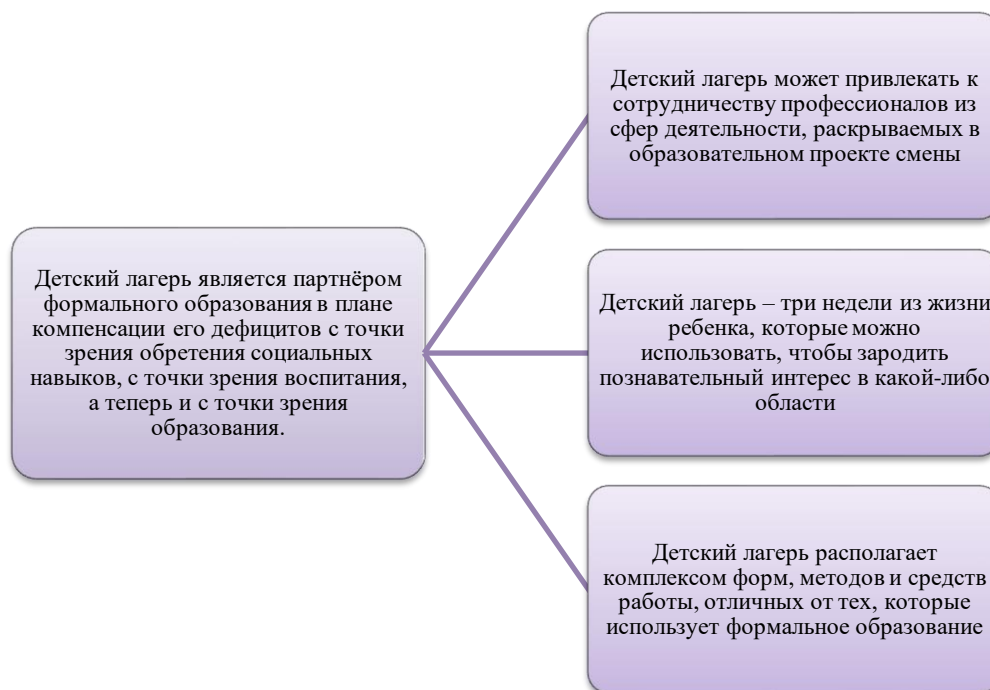 Детский лагерь является партнёром
формального образования в плане
компенсации его дефицитов с точки
зрения обретения социальных
навыков, с точки зрения воспитания,
а теперь и с точки зрения
образования.
Детский лагерь может привлекать к
сотрудничеству профессионалов из
сфер деятельности, раскрываемых в
образовательном проекте смены
Детский лагерь – три недели из жизни
ребенка, которые можно
использовать, чтобы зародить
познавательный интерес в какой-либо
области
Детский лагерь располагает
комплексом форм, методов и средств
работы, отличных от тех, которые
использует формальное образование